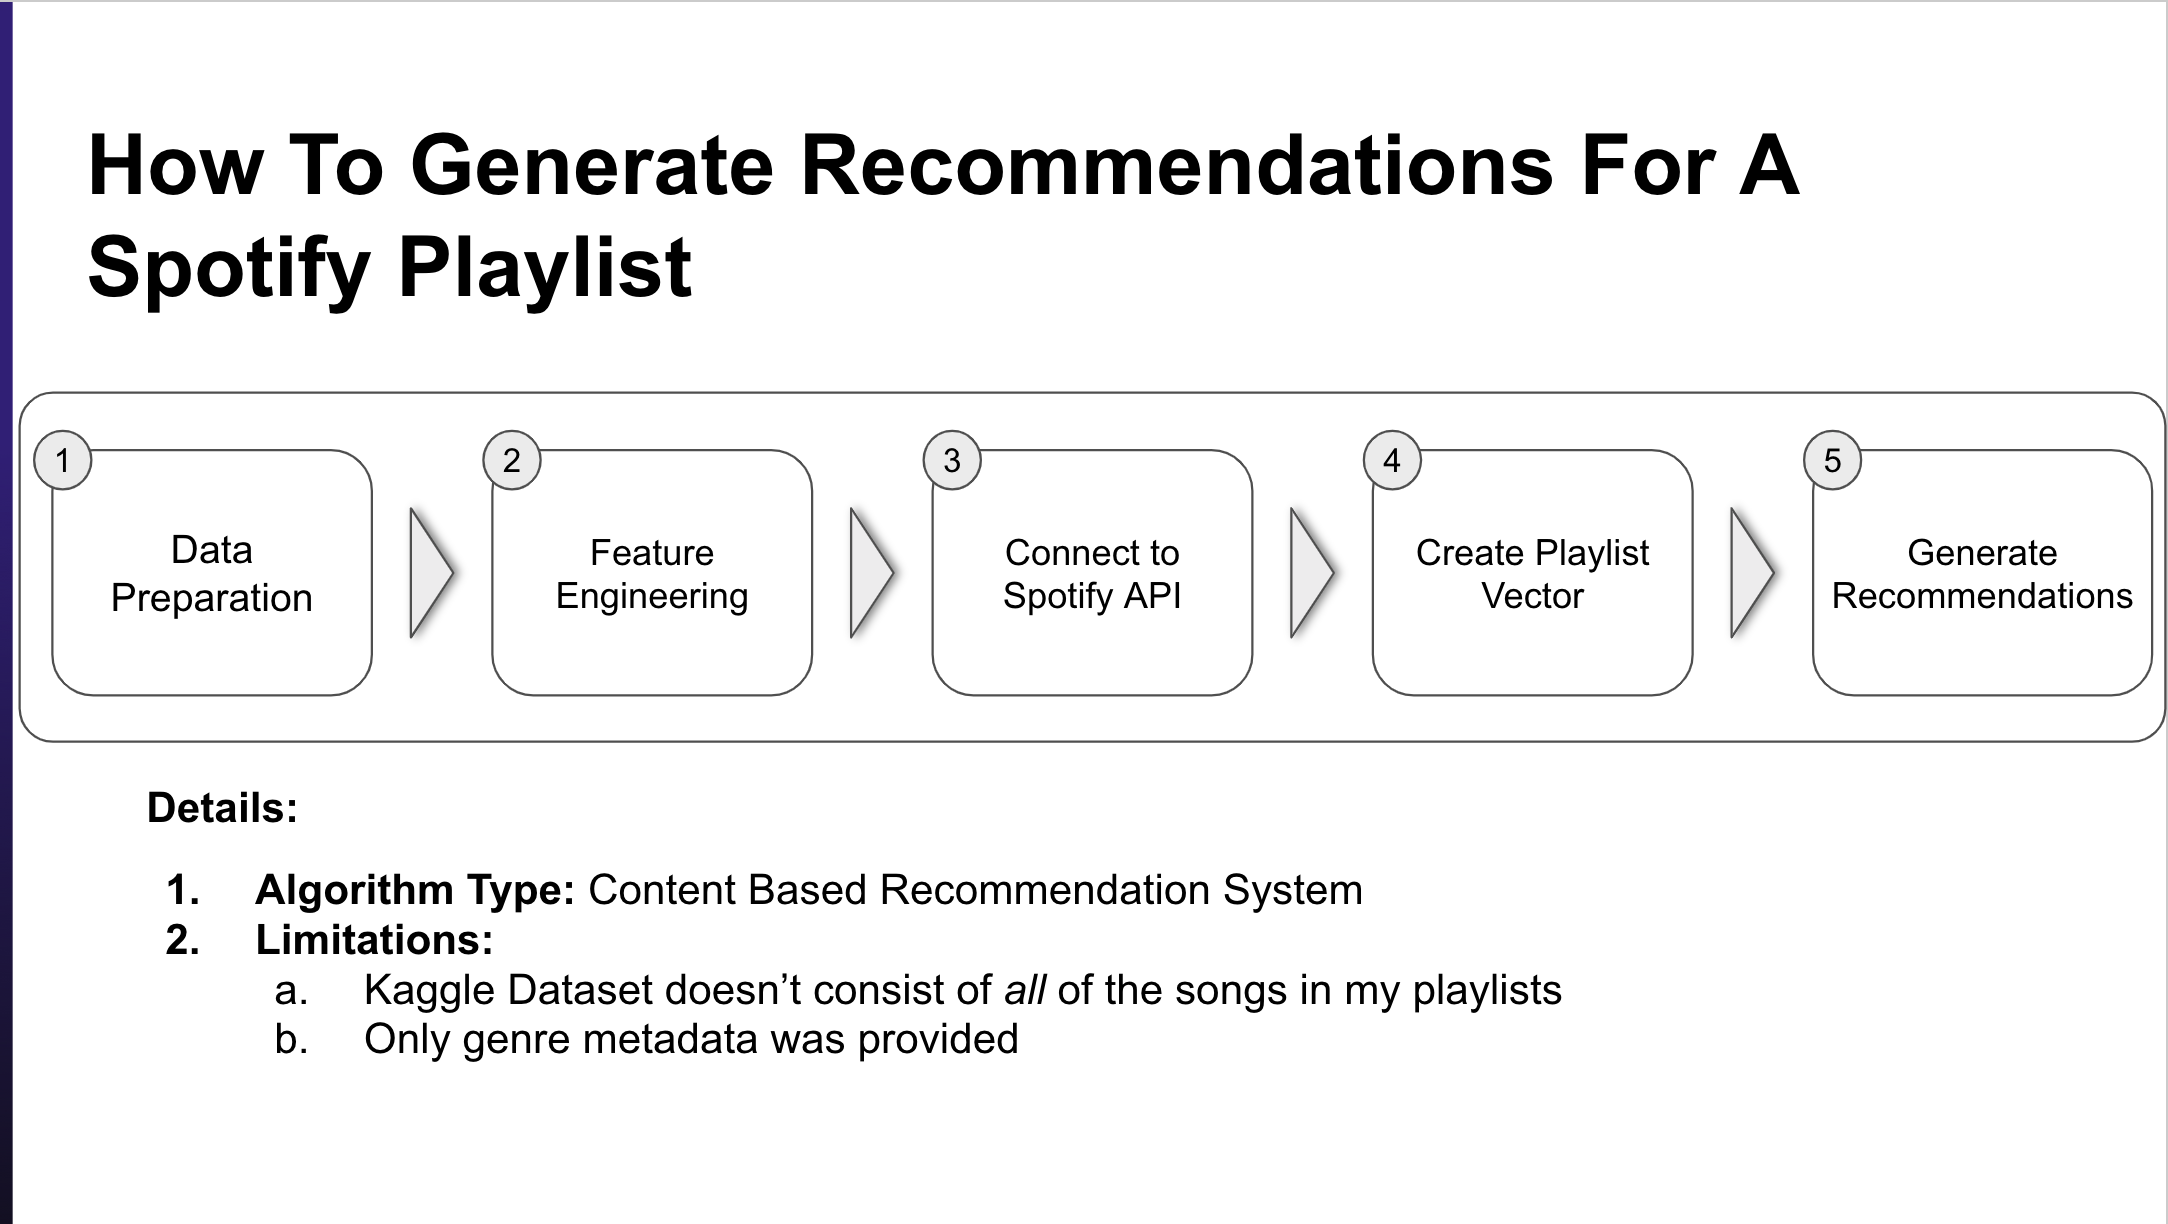 How To Generate Recommendations For A
Spotify Playlist
1
Data
Preparation
2
Feature
Engineering
3
Connect to
Spotify API
4
Create Playlist
Vector
5
Generate
Recommendations
Details:
1. Algorithm Type: Content Based Recommendation System
2. Limitations:
a. Kaggle Dataset doesn’t consist of all of the songs in my playlists
b. Only genre metadata was provided